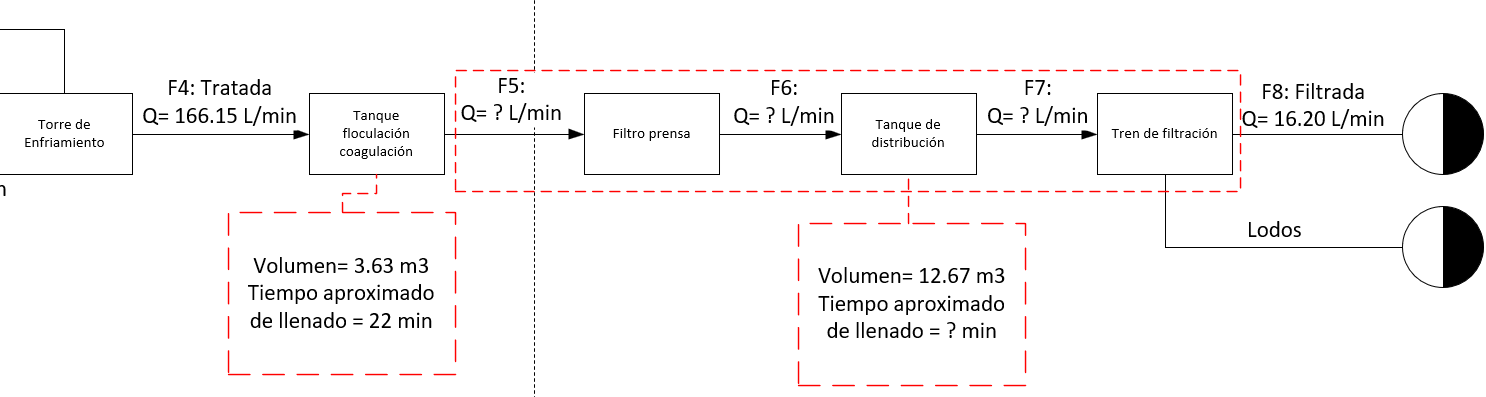 Torre de
Enfriamiento
F4: Tratada
Q= 166.15 L/min
Tanque
floculación
coagulación
F5:
Q= ? L/min
Filtro prensa
F6:
Q= ? L/min
Tanque de
distribución
F7:
Q= ? L/min
Tren de filtración
F8: Filtrada
Q= 16.20 L/min
Lodos
n
Volumen= 3.63 m3
Tiempo aproximado
de llenado = 22 min
Volumen= 12.67 m3
Tiempo aproximado
de llenado = ? min